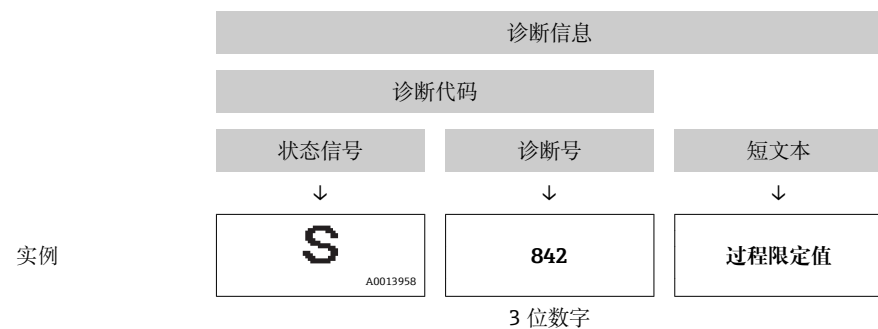 诊断信息
诊断代码
状态信号 诊断号 短文本
↓ ↓ ↓
实例 S 842 过程限定值
A0013958
3 位数字